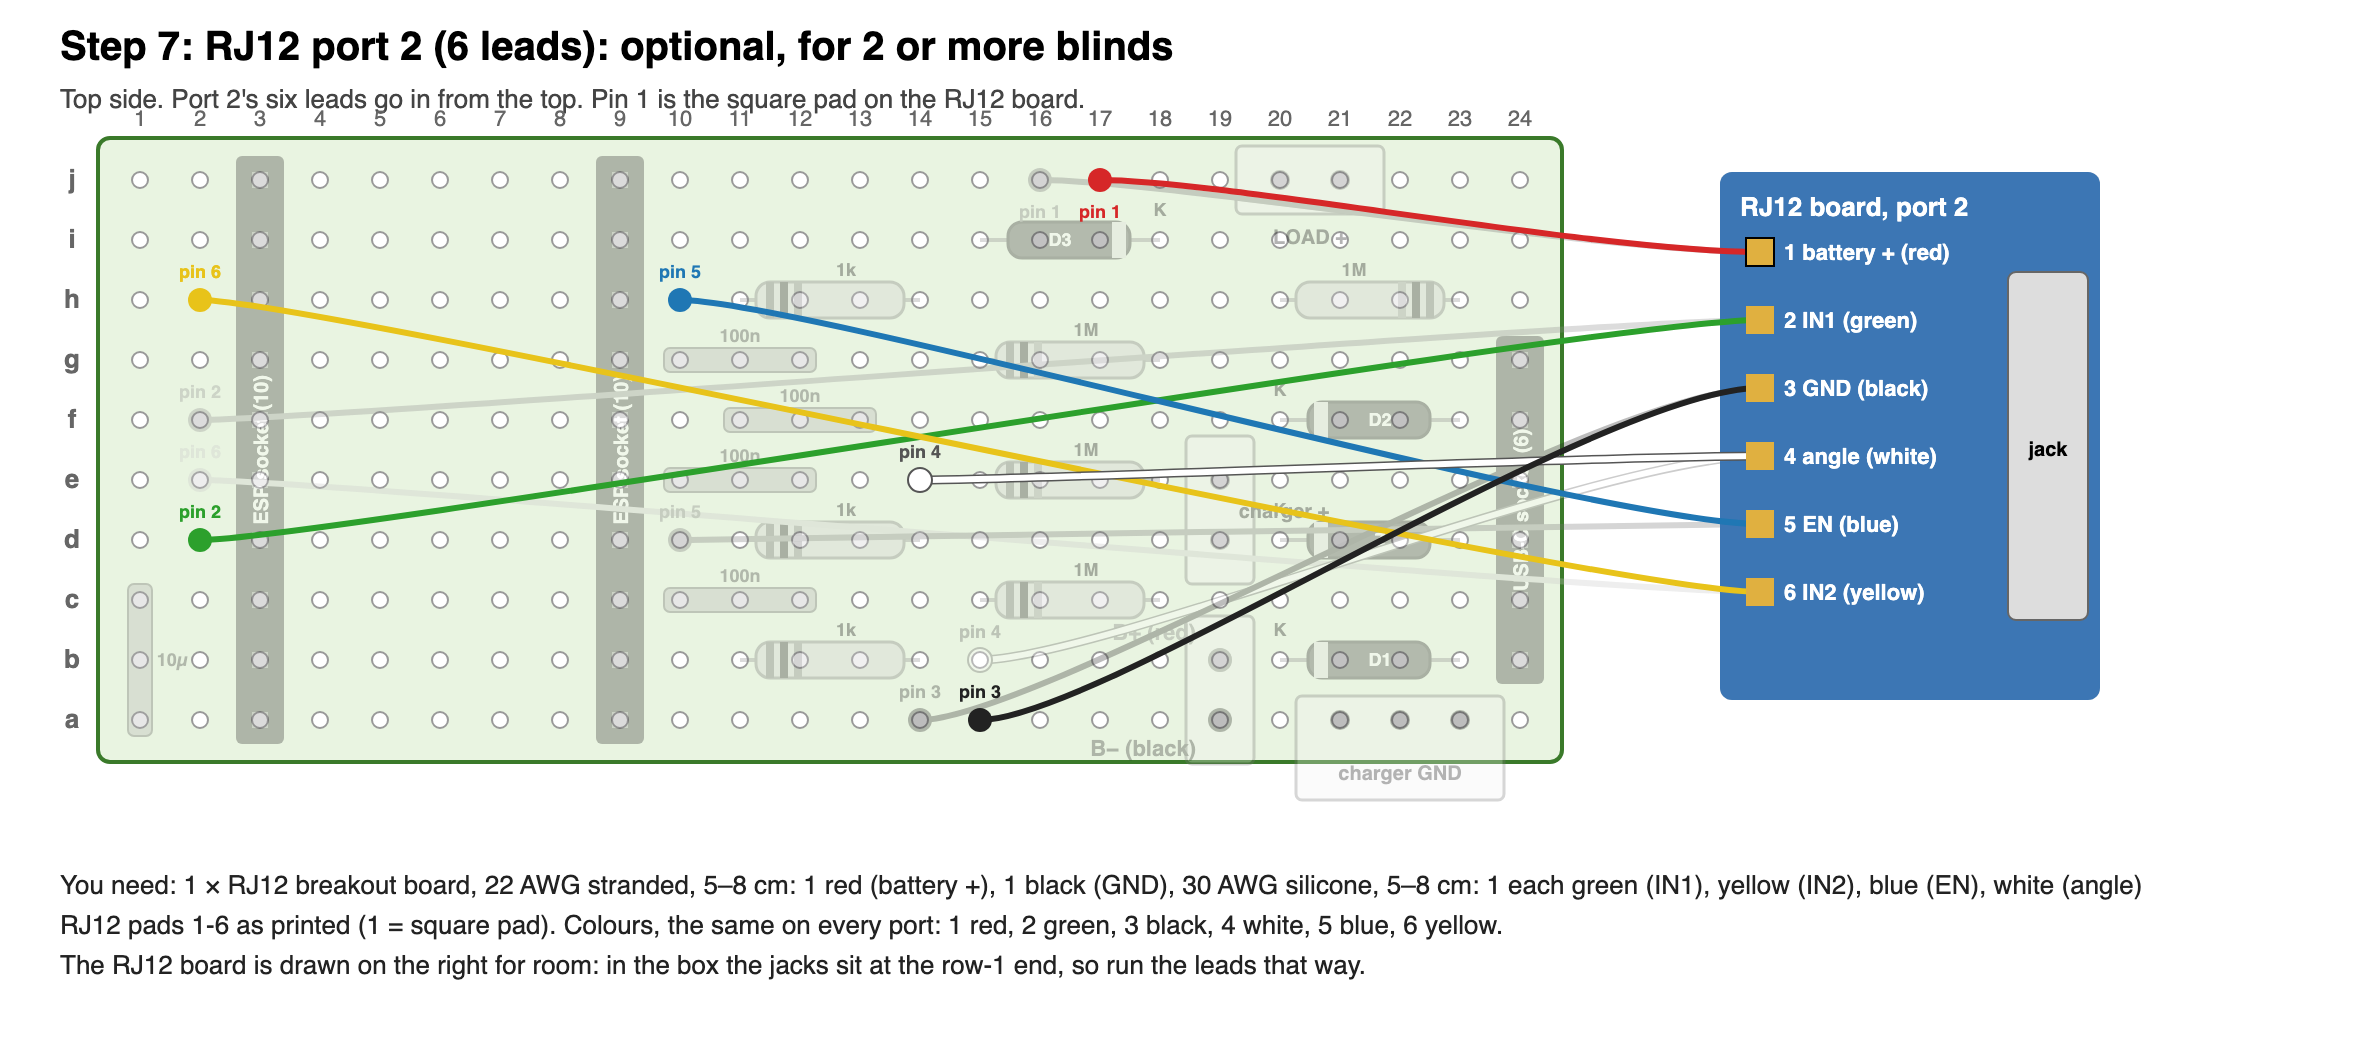 Step 7: RJ12 port 2 (6 leads): optional, for 2 or more blinds
Top side. Port 2's six leads go in from the top. Pin 1 is the square pad on the RJ12 board.
1 2 3 4 5 6 7 8 9 10 11 12 13 14 15 16 17 18 19 20 21 22 23 24
j
pin 1 pin 1 K
RJ12 board, port 2
i
D3
LOAD +
1 battery + (red)
pin 6
pin 5
1k
1M
h
2 IN1 (green)
100n
1M
g
pin 2
100n
K
3 GND (black)
f
D2
ESP socket (10)
ESP socket (10)
pin 6
100n
pin 4
1M
4 angle (white)
jack
e
pin 2
pin 5
1k
charger +
K
5 EN (blue)
d
100n
1M
6 IN2 (yellow)
c
1k
pin 4
B+ (red)
K
b
10µ
D1
pin 3
pin 3
a
B− (black)
charger GND
You need: 1 × RJ12 breakout board, 22 AWG stranded, 5–8 cm: 1 red (battery +), 1 black (GND), 30 AWG silicone, 5–8 cm: 1 each green (IN1), yellow (IN2), blue (EN), white (angle)
RJ12 pads 1-6 as printed (1 = square pad). Colours, the same on every port: 1 red, 2 green, 3 black, 4 white, 5 blue, 6 yellow.
The RJ12 board is drawn on the right for room: in the box the jacks sit at the row-1 end, so run the leads that way.